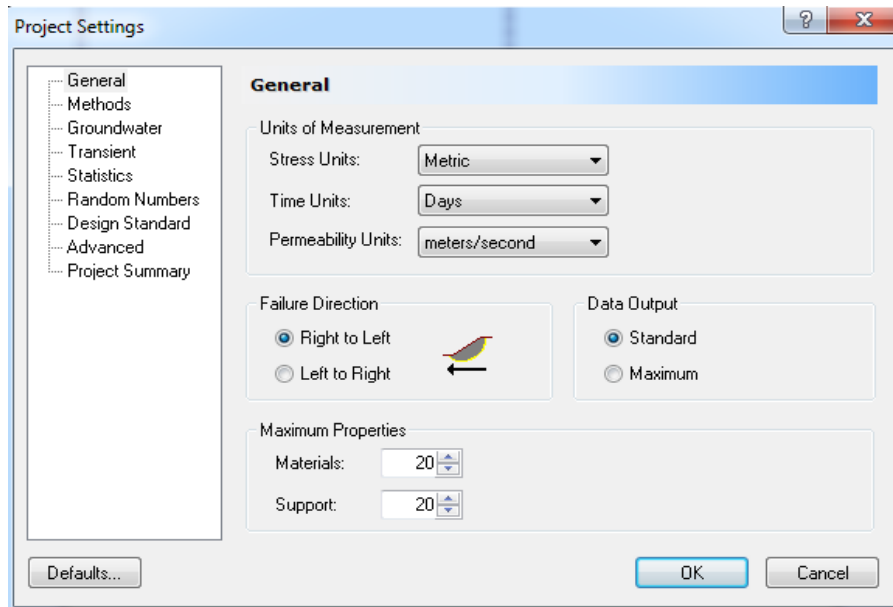 Project Settings
General
Methods
Groundwater
Transient
Statistics
Random Numbers
Design Standard
Advanced
Project Summary
General
Units of Measurement
Stress Units: Metric
Time Units: Days
Permeability Units: meters/second
Failure Direction
Right to Left
Left to Right
Data Output
Standard
Maximum
Maximum Properties
Materials: 20
Support: 20
Defaults... OK Cancel